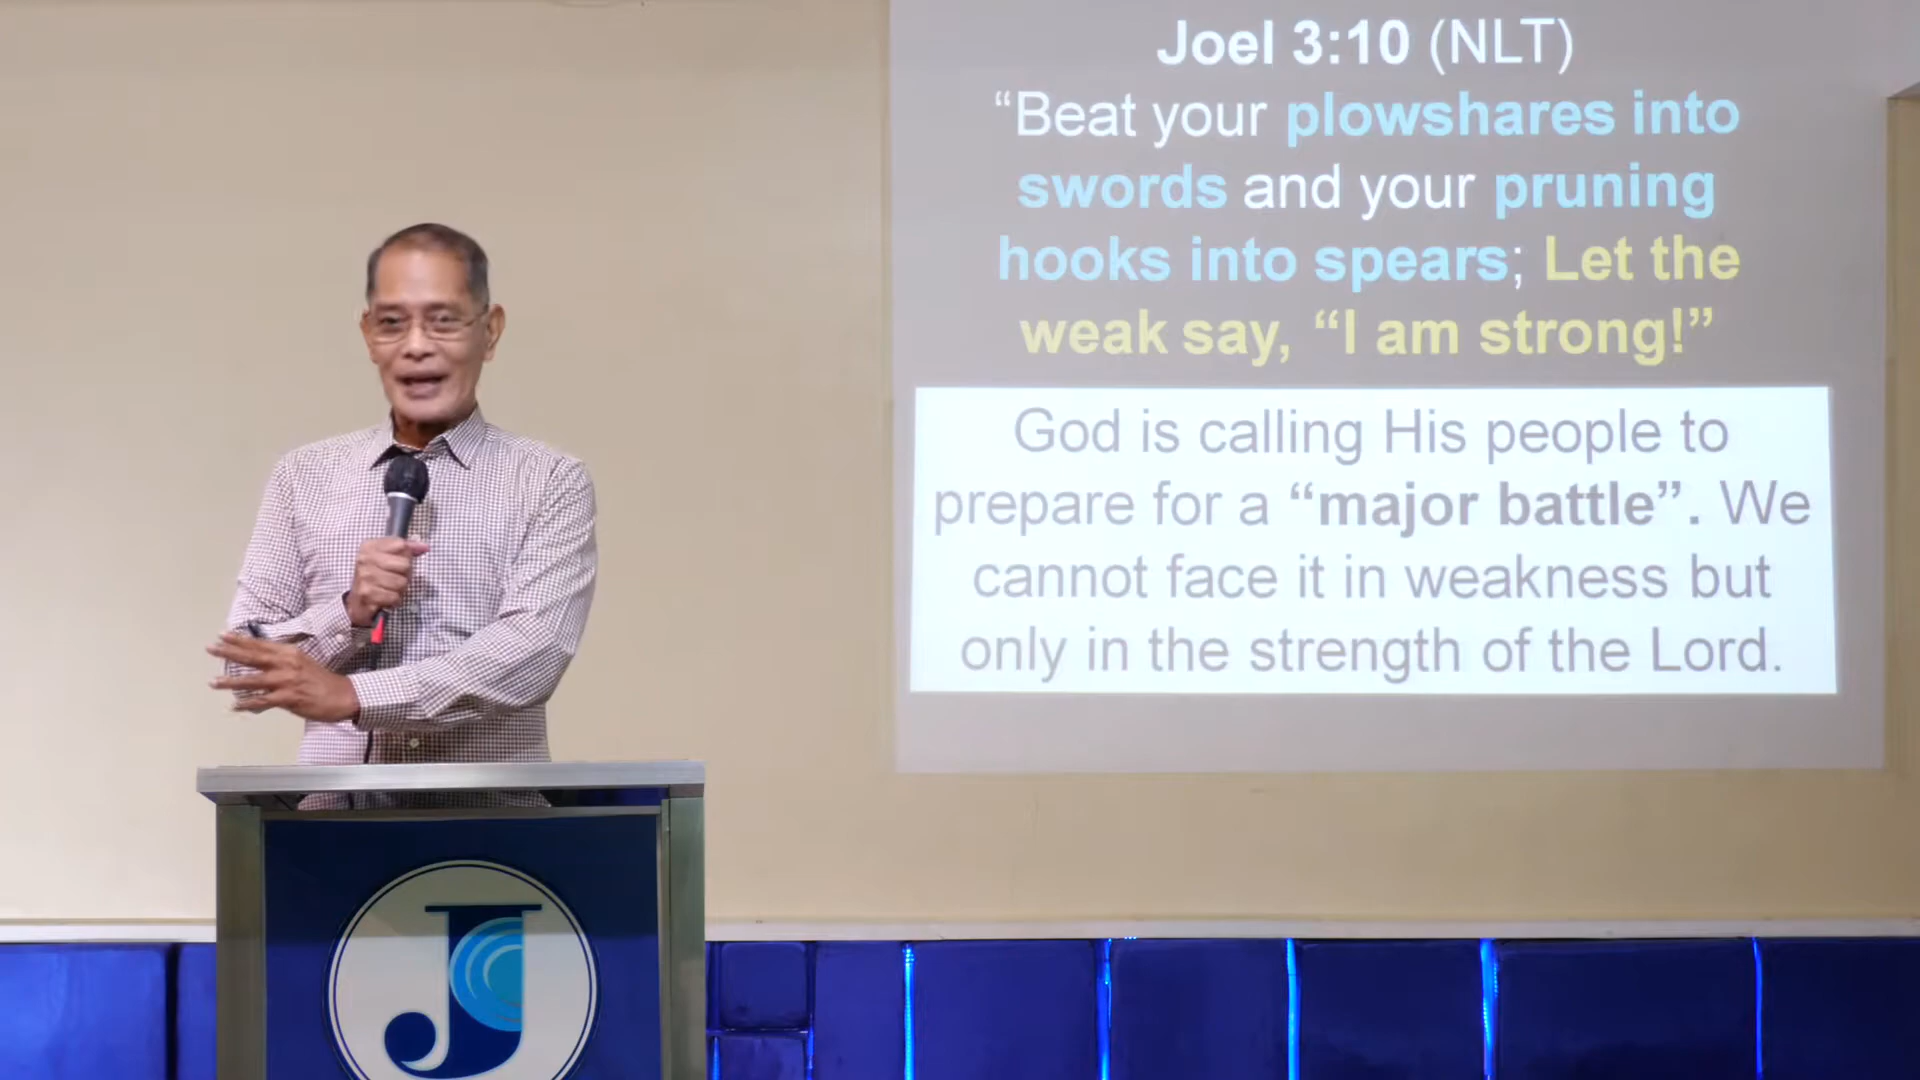 Joel 3:10 (NLT)
“Beat your plowshares into
swords and your pruning
hooks into spears; Let the
weak say, “I am strong!”
God is calling His people to
prepare for a “major battle”. We
cannot face it in weakness but
only in the strength of the Lord.
J